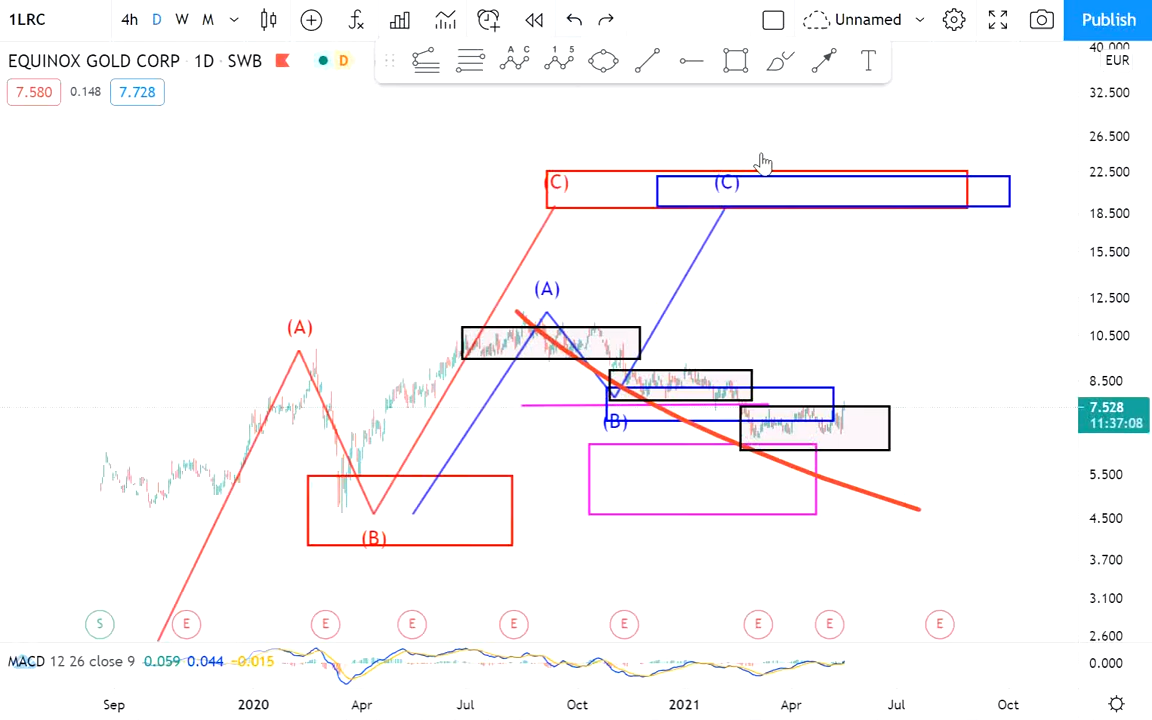 1LRC 4h D W M Unnamed Publish
A C 1 5 T
EQUINOX GOLD CORP · 1D · SWB D
7.580 0.148 7.728
40.000
EUR
32.500
26.500
22.500
18.500
15.500
12.500
10.500
8.500
7.528
11:37:08
5.500
4.500
3.700
3.100
2.600
(C) (C)
(A)
(A)
(B)
(B)
S E E E E E E E E
MACD 12 26 close 9 0.059 0.044 −0.015 0.000
Sep 2020 Apr Jul Oct 2021 Apr Jul Oct